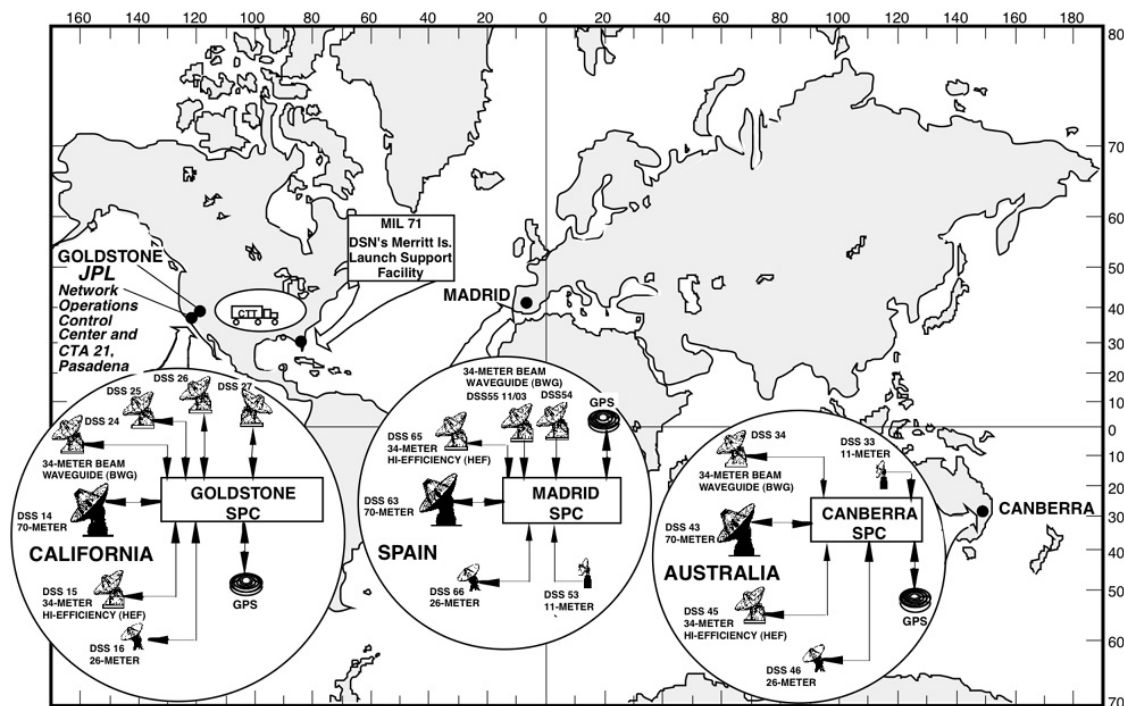 160 140 120 100 80 60 40 20 0 20 40 60 80 100 120 140 160 180
80
70
60
50
40
30
20
10
0
10
20
30
40
50
60
70
MIL 71
DSN's Merritt Is.
Launch Support
Facility
GOLDSTONE
JPL
Network
Operations
Control
Center and
CTA 21,
Pasadena
CTT
MADRID
CANBERRA
DSS 24
DSS 25
DSS 26
DSS 27
34-METER BEAM
WAVEGUIDE (BWG)
GOLDSTONE
SPC
DSS 14
70-METER
CALIFORNIA
DSS 15
34-METER
HI-EFFICIENCY (HEF)
DSS 16
26-METER
GPS
34-METER BEAM
WAVEGUIDE (BWG)
DSS55 11/03 DSS54
GPS
DSS 65
34-METER
HI-EFFICIENCY (HEF)
MADRID
SPC
DSS 63
70-METER
SPAIN
DSS 66
26-METER
DSS 53
11-METER
DSS 34
DSS 33
11-METER
34-METER BEAM
WAVEGUIDE (BWG)
CANBERRA
SPC
DSS 43
70-METER
AUSTRALIA
DSS 45
34-METER
HI-EFFICIENCY (HEF)
GPS
DSS 46
26-METER